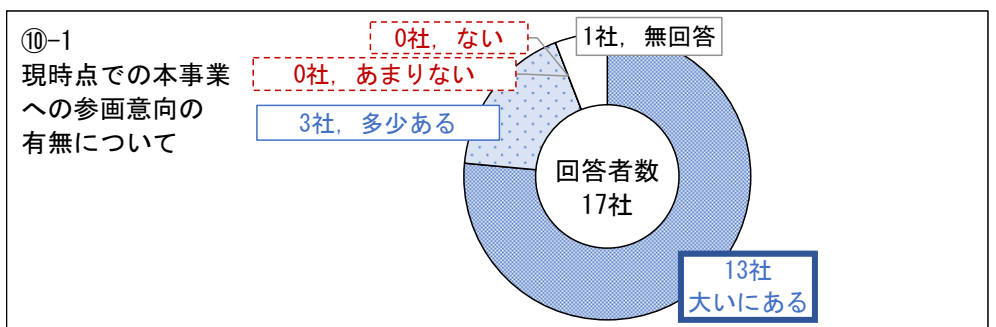 ⑩-1
現時点での本事業
への参画意向の
有無について
0社, ない
0社, あまりない
3社, 多少ある
1社, 無回答
回答者数
17社
13社
大いにある